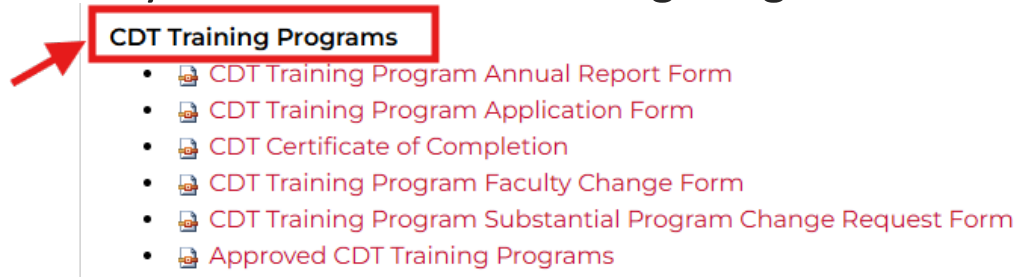 CDT Training Programs
CDT Training Program Annual Report Form
CDT Training Program Application Form
CDT Certificate of Completion
CDT Training Program Faculty Change Form
CDT Training Program Substantial Program Change Request Form
Approved CDT Training Programs